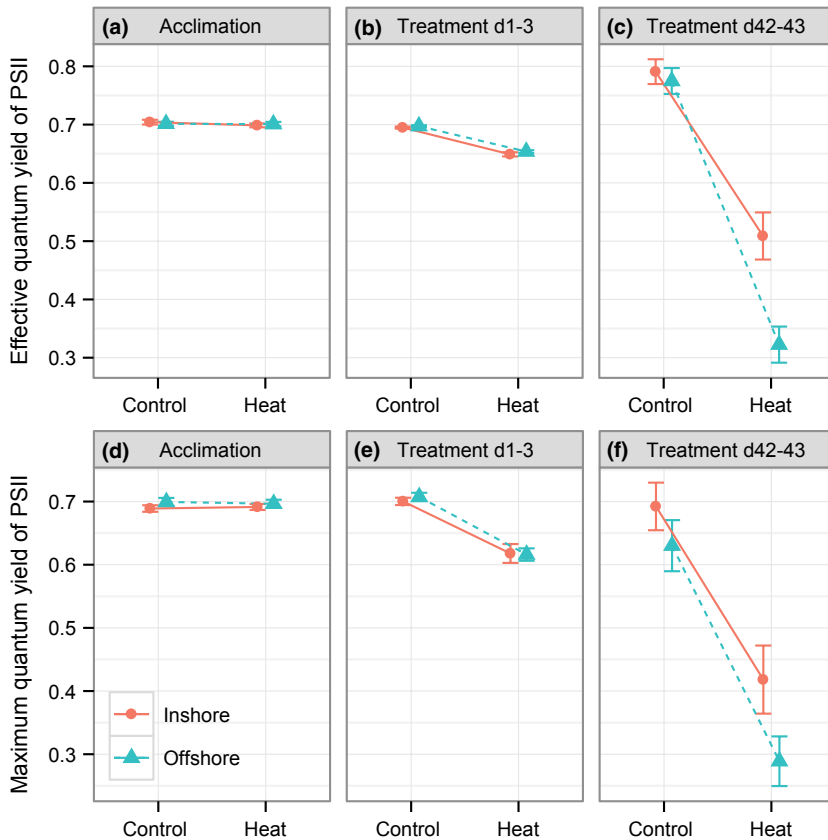 (a) Acclimation
(b) Treatment d1-3
(c) Treatment d42-43
Effective quantum yield of PSII
0.8
0.7
0.6
0.5
0.4
0.3
Control Heat
Control Heat
Control Heat
(d) Acclimation
(e) Treatment d1-3
(f) Treatment d42-43
Maximum quantum yield of PSII
0.7
0.6
0.5
0.4
0.3
Inshore
Offshore
Control Heat
Control Heat
Control Heat